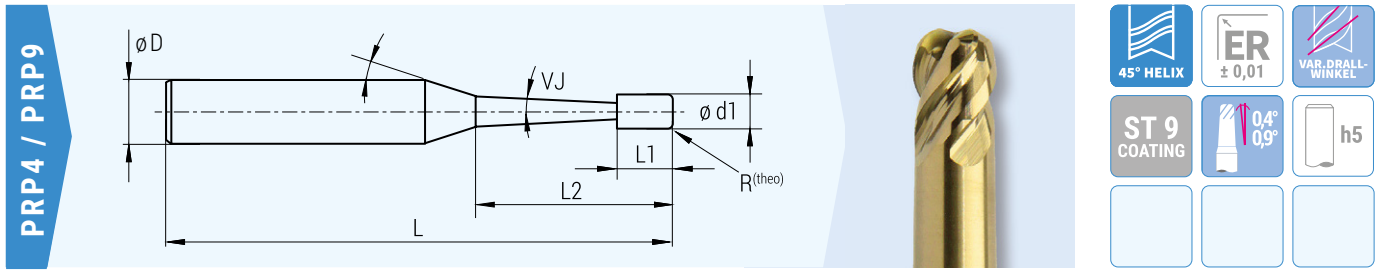 PRP4 / PRP9
øD
VJ
ø d1
L1
R(theo)
L2
L
45° HELIX
ER
± 0,01
VAR.DRALL-
WINKEL
ST 9
COATING
0,4°
0,9°
h5